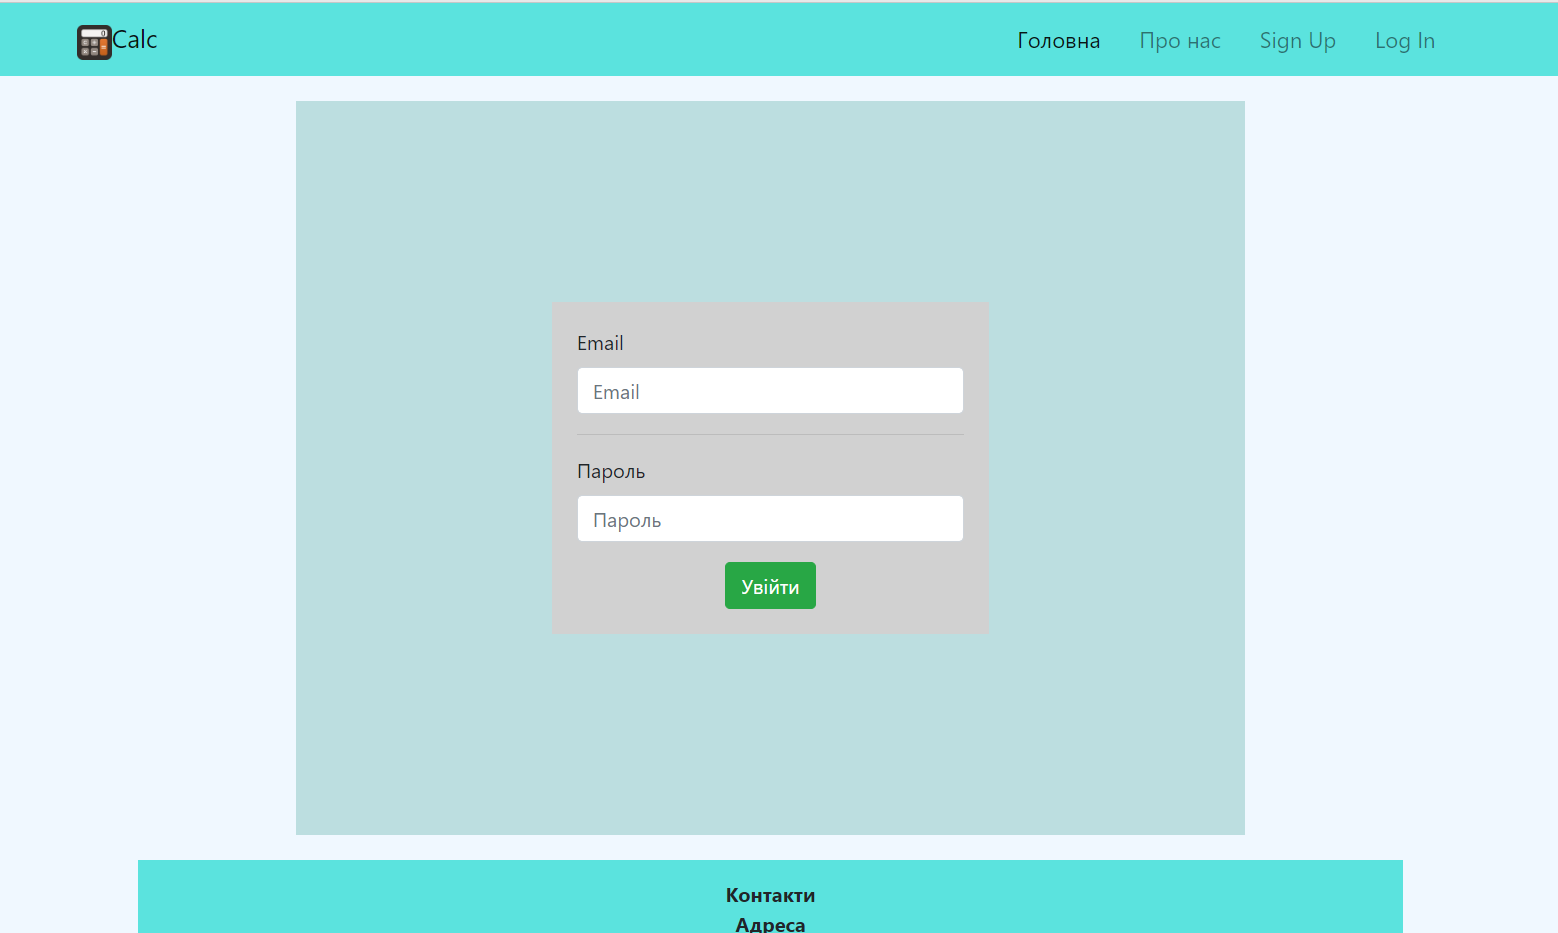 Calc
Головна Про нас Sign Up Log In
Email
Email
Пароль
Пароль
Увійти
Контакти
Адреса